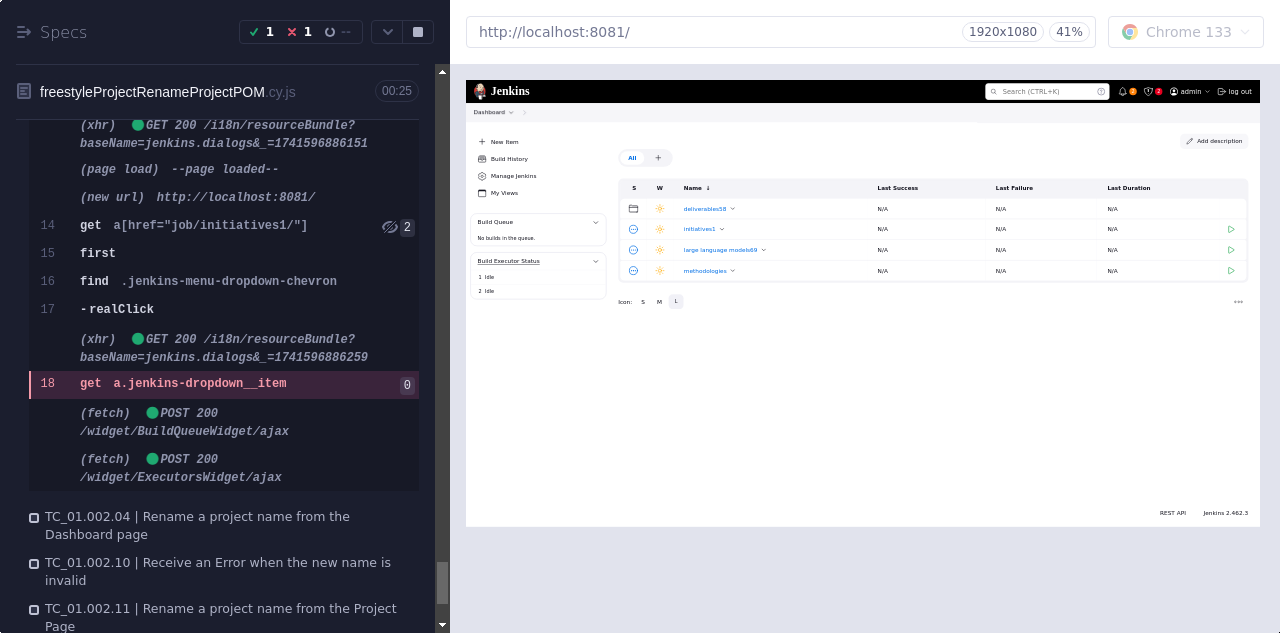 Specs
1
1
--
freestyleProjectRenameProjectPOM.cy.js
00:25
(xhr) GET 200 /i18n/resourceBundle?
baseName=jenkins.dialogs&_=1741596886151
(page load) --page loaded--
(new url) http://localhost:8081/
14 get a[href="job/initiatives1/"] 2
15 first
16 find .jenkins-menu-dropdown-chevron
17 -realClick
(xhr) GET 200 /i18n/resourceBundle?
baseName=jenkins.dialogs&_=1741596886259
18 get a.jenkins-dropdown__item 0
(fetch) POST 200
/widget/BuildQueueWidget/ajax
(fetch) POST 200
/widget/ExecutorsWidget/ajax
TC_01.002.04 | Rename a project name from the
Dashboard page
TC_01.002.10 | Receive an Error when the new name is
invalid
TC_01.002.11 | Rename a project name from the Project
Page
http://localhost:8081/
1920x1080
41%
Chrome 133
Jenkins
Search (CTRL+K)
2
2
admin
log out
Dashboard
New Item
Build History
Manage Jenkins
My Views
Build Queue
No builds in the queue.
Build Executor Status
1 Idle
2 Idle
Add description
All +
S W Name ↓ Last Success Last Failure Last Duration
deliverables58 N/A N/A N/A
initiatives1 N/A N/A N/A
large language models69 N/A N/A N/A
methodologies N/A N/A N/A
Icon: S M L
REST API Jenkins 2.462.3